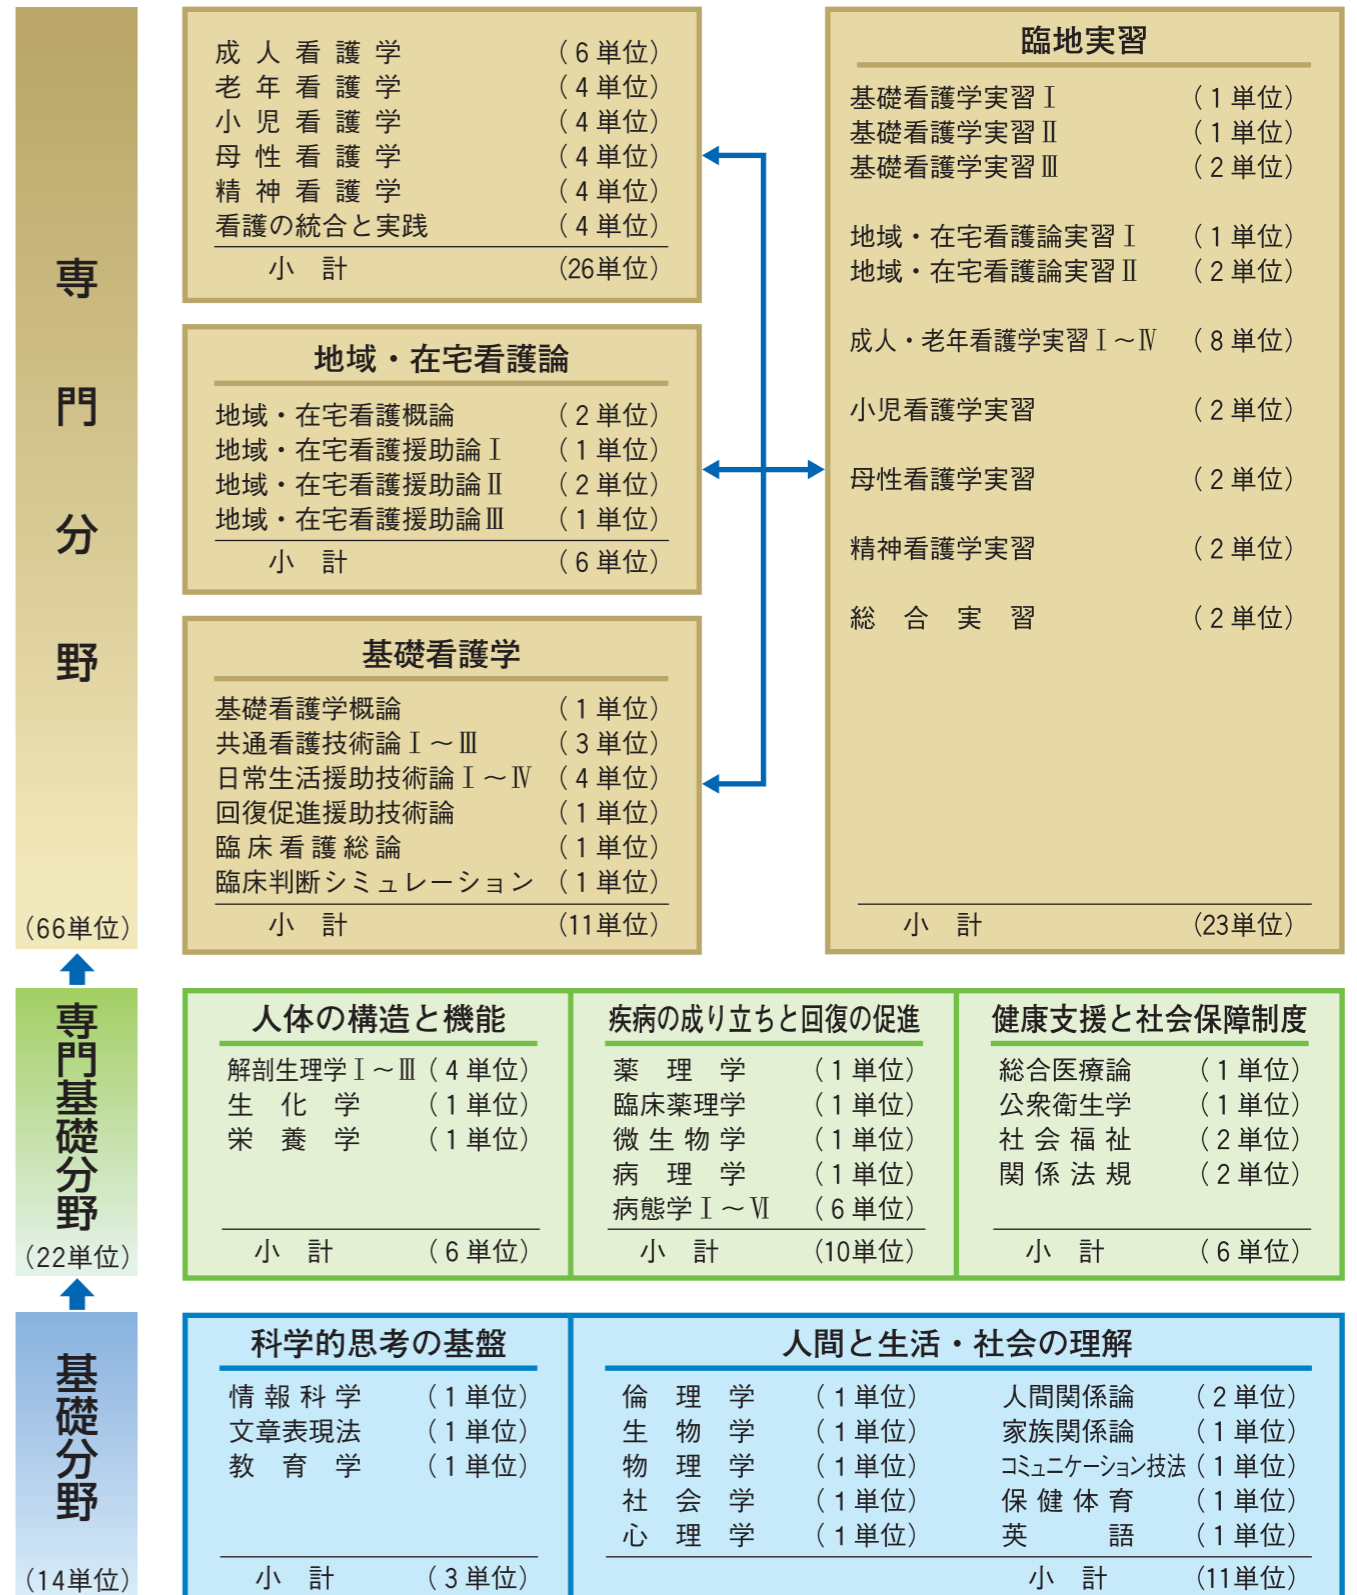 専門分野
(66単位)
成人看護学 (6単位)
老年看護学 (4単位)
小児看護学 (4単位)
母性看護学 (4単位)
精神看護学 (4単位)
看護の統合と実践 (4単位)
小計 (26単位)
地域・在宅看護論
地域・在宅看護概論 (2単位)
地域・在宅看護援助論Ⅰ (1単位)
地域・在宅看護援助論Ⅱ (2単位)
地域・在宅看護援助論Ⅲ (1単位)
小計 (6単位)
基礎看護学
基礎看護学概論 (1単位)
共通看護技術論Ⅰ～Ⅲ (3単位)
日常生活援助技術論Ⅰ～Ⅳ (4単位)
回復促進援助技術論 (1単位)
臨床看護総論 (1単位)
臨床判断シミュレーション (1単位)
小計 (11単位)
臨地実習
基礎看護学実習Ⅰ (1単位)
基礎看護学実習Ⅱ (1単位)
基礎看護学実習Ⅲ (2単位)
地域・在宅看護論実習Ⅰ (1単位)
地域・在宅看護論実習Ⅱ (2単位)
成人・老年看護学実習Ⅰ～Ⅳ (8単位)
小児看護学実習 (2単位)
母性看護学実習 (2単位)
精神看護学実習 (2単位)
総合実習 (2単位)
小計 (23単位)
専門基礎分野
(22単位)
人体の構造と機能
解剖生理学Ⅰ～Ⅲ (4単位)
生化学 (1単位)
栄養学 (1単位)
小計 (6単位)
疾病の成り立ちと回復の促進
薬理学 (1単位)
臨床薬理学 (1単位)
微生物学 (1単位)
病理学 (1単位)
病態学Ⅰ～Ⅵ (6単位)
小計 (10単位)
健康支援と社会保障制度
総合医療論 (1単位)
公衆衛生学 (1単位)
社会福祉 (2単位)
関係法規 (2単位)
小計 (6単位)
基礎分野
(14単位)
科学的思考の基盤
情報科学 (1単位)
文章表現法 (1単位)
教育学 (1単位)
小計 (3単位)
人間と生活・社会の理解
倫理学 (1単位)
生物学 (1単位)
物理学 (1単位)
社会学 (1単位)
心理学 (1単位)
人間関係論 (2単位)
家族関係論 (1単位)
コミュニケーション技法 (1単位)
保健体育 (1単位)
英語 (1単位)
小計 (11単位)